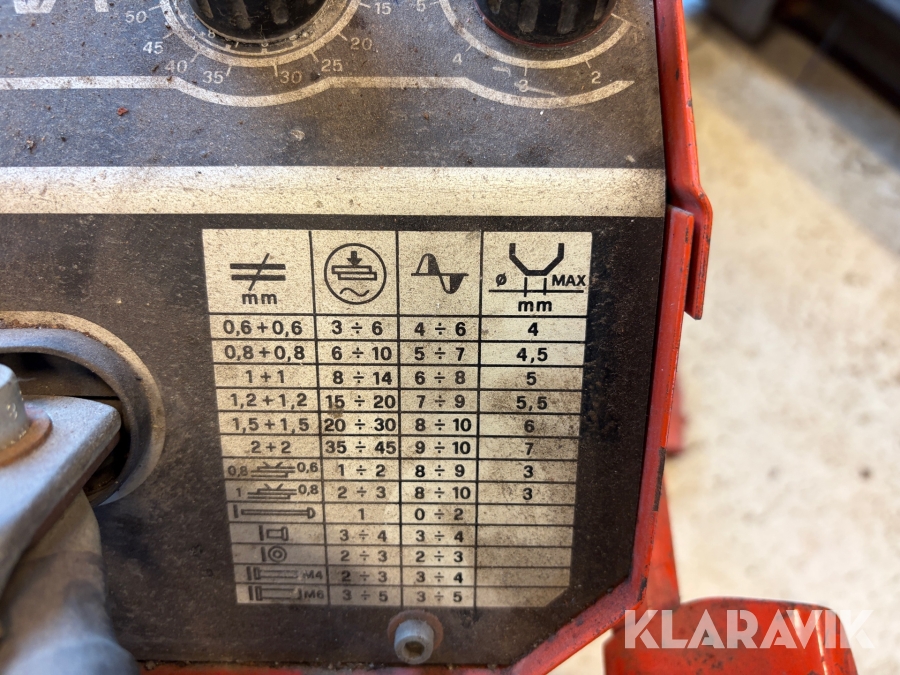 50 15
45 20
40 35 30 25
5
4 3 2
mm ø MAX mm
0,6 + 0,6 3 ÷ 6 4 ÷ 6 4
0,8 + 0,8 6 ÷ 10 5 ÷ 7 4,5
1 + 1 8 ÷ 14 6 ÷ 8 5
1,2 + 1,2 15 ÷ 20 7 ÷ 9 5,5
1,5 + 1,5 20 ÷ 30 8 ÷ 10 6
2 + 2 35 ÷ 45 9 ÷ 10 7
0,8 0,6 1 ÷ 2 8 ÷ 9 3
1 0,8 2 ÷ 3 8 ÷ 10 3
1 0 ÷ 2
3 ÷ 4 3 ÷ 4
2 ÷ 3 2 ÷ 3
M4 2 ÷ 3 3 ÷ 4
M6 3 ÷ 5 3 ÷ 5
KLARAVIK